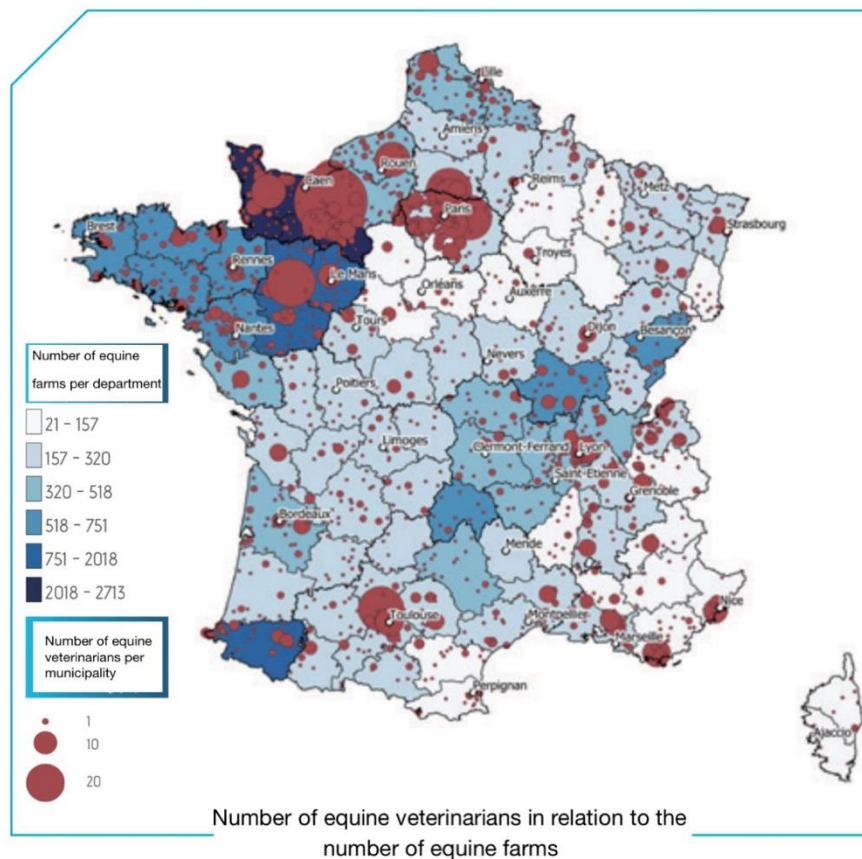 Lille
Amiens
Rouen
Caen
Reims
Metz
Paris
Strasbourg
Brest
Rennes
Le Mans
Troyes
Orléans
Auxerre
Nantes
Tours
Dijon
Besançon
Nevers
Poitiers
Limoges
Clermont-Ferrand
Lyon
Saint-Etienne
Grenoble
Bordeaux
Mende
Toulouse
Montpellier
Nice
Marseille
Perpignan
Ajaccio
Number of equine
farms per department
21 - 157
157 - 320
320 - 518
518 - 751
751 - 2018
2018 - 2713
Number of equine
veterinarians per
municipality
1
10
20
Number of equine veterinarians in relation to the
number of equine farms